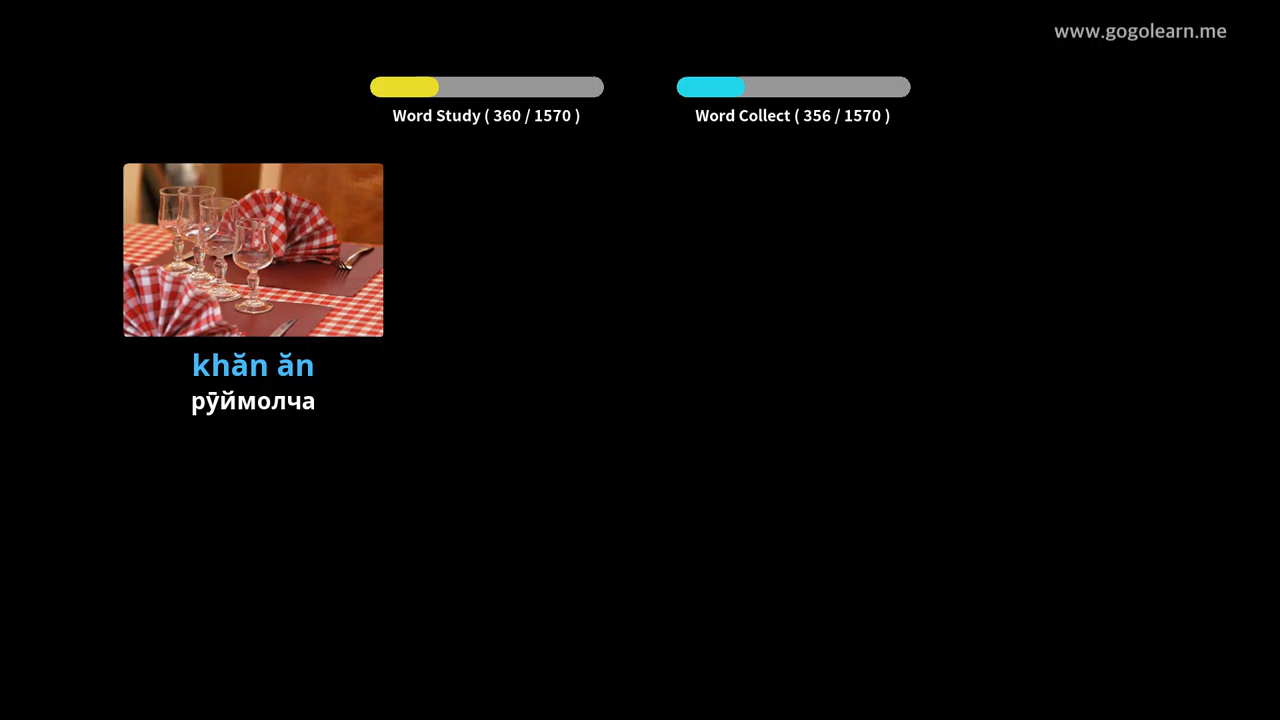 www.gogolearn.me
Word Study ( 360 / 1570 )
Word Collect ( 356 / 1570 )
khăn ăn
рӯймолча